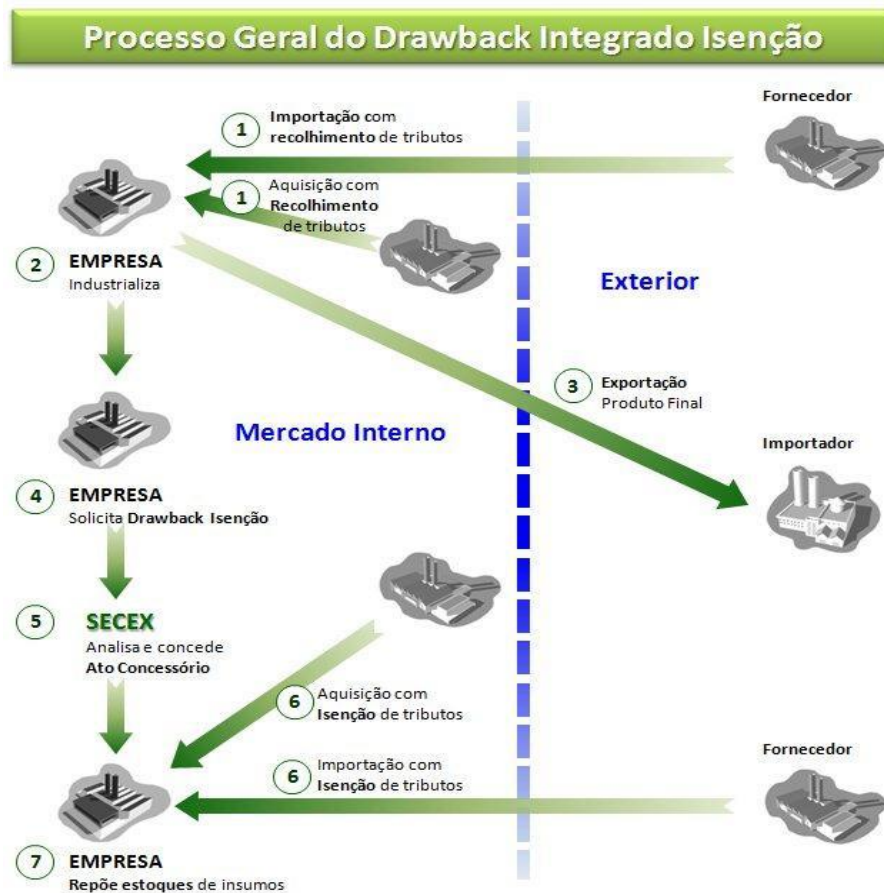 Processo Geral do Drawback Integrado Isenção
Fornecedor
1
Importação com
recolhimento de tributos
1
Aquisição com
Recolhimento
de tributos
2
EMPRESA
Industrializa
Exterior
3
Exportação
Produto Final
Mercado Interno
Importador
4
EMPRESA
Solicita Drawback Isenção
5
SECEX
Analisa e concede
Ato Concessório
6
Aquisição com
Isenção de tributos
6
Importação com
Isenção de tributos
Fornecedor
7
EMPRESA
Repõe estoques de insumos